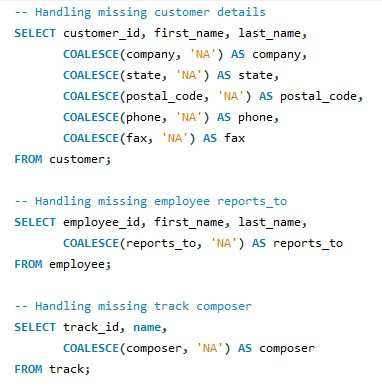 -- Handling missing customer details
SELECT customer_id, first_name, last_name,
COALESCE(company, 'NA') AS company,
COALESCE(state, 'NA') AS state,
COALESCE(postal_code, 'NA') AS postal_code,
COALESCE(phone, 'NA') AS phone,
COALESCE(fax, 'NA') AS fax
FROM customer;
-- Handling missing employee reports_to
SELECT employee_id, first_name, last_name,
COALESCE(reports_to, 'NA') AS reports_to
FROM employee;
-- Handling missing track composer
SELECT track_id, name,
COALESCE(composer, 'NA') AS composer
FROM track;